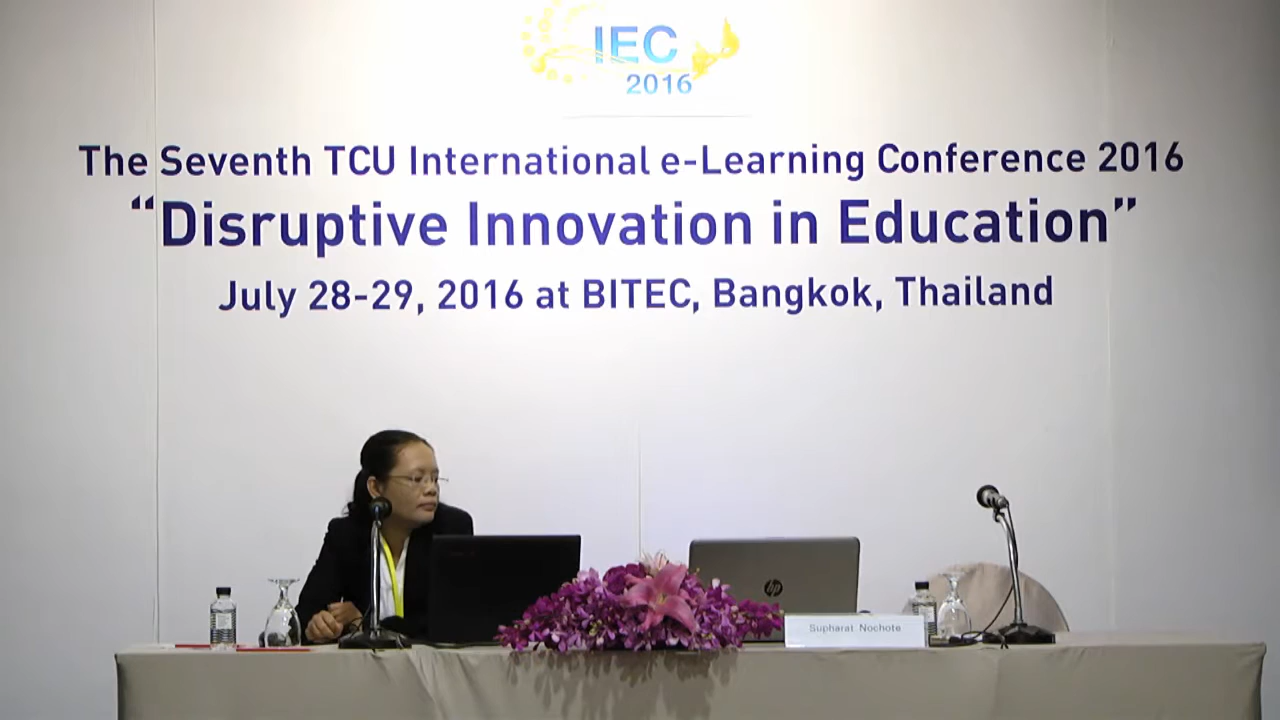 IEC
2016
The Seventh TCU International e-Learning Conference 2016
“Disruptive Innovation in Education”
July 28-29, 2016 at BITEC, Bangkok, Thailand
hp
Supharat Nochote